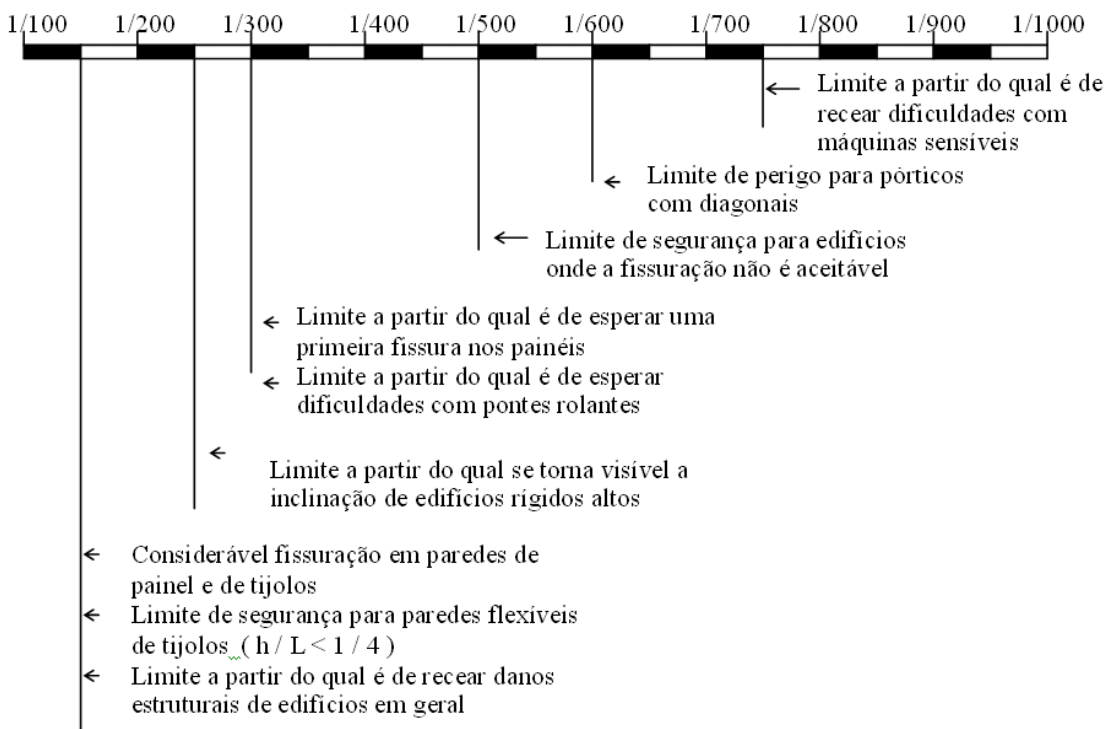 1/100 1/200 1/300 1/400 1/500 1/600 1/700 1/800 1/900 1/1000
Limite a partir do qual é de
recear dificuldades com
máquinas sensíveis
Limite de perigo para pórticos
com diagonais
Limite de segurança para edifícios
onde a fissuração não é aceitável
Limite a partir do qual é de esperar uma
primeira fissura nos painéis
Limite a partir do qual é de esperar
dificuldades com pontes rolantes
Limite a partir do qual se torna visível a
inclinação de edifícios rígidos altos
Considerável fissuração em paredes de
painel e de tijolos
Limite de segurança para paredes flexíveis
de tijolos ( h / L < 1 / 4 )
Limite a partir do qual é de recear danos
estruturais de edifícios em geral